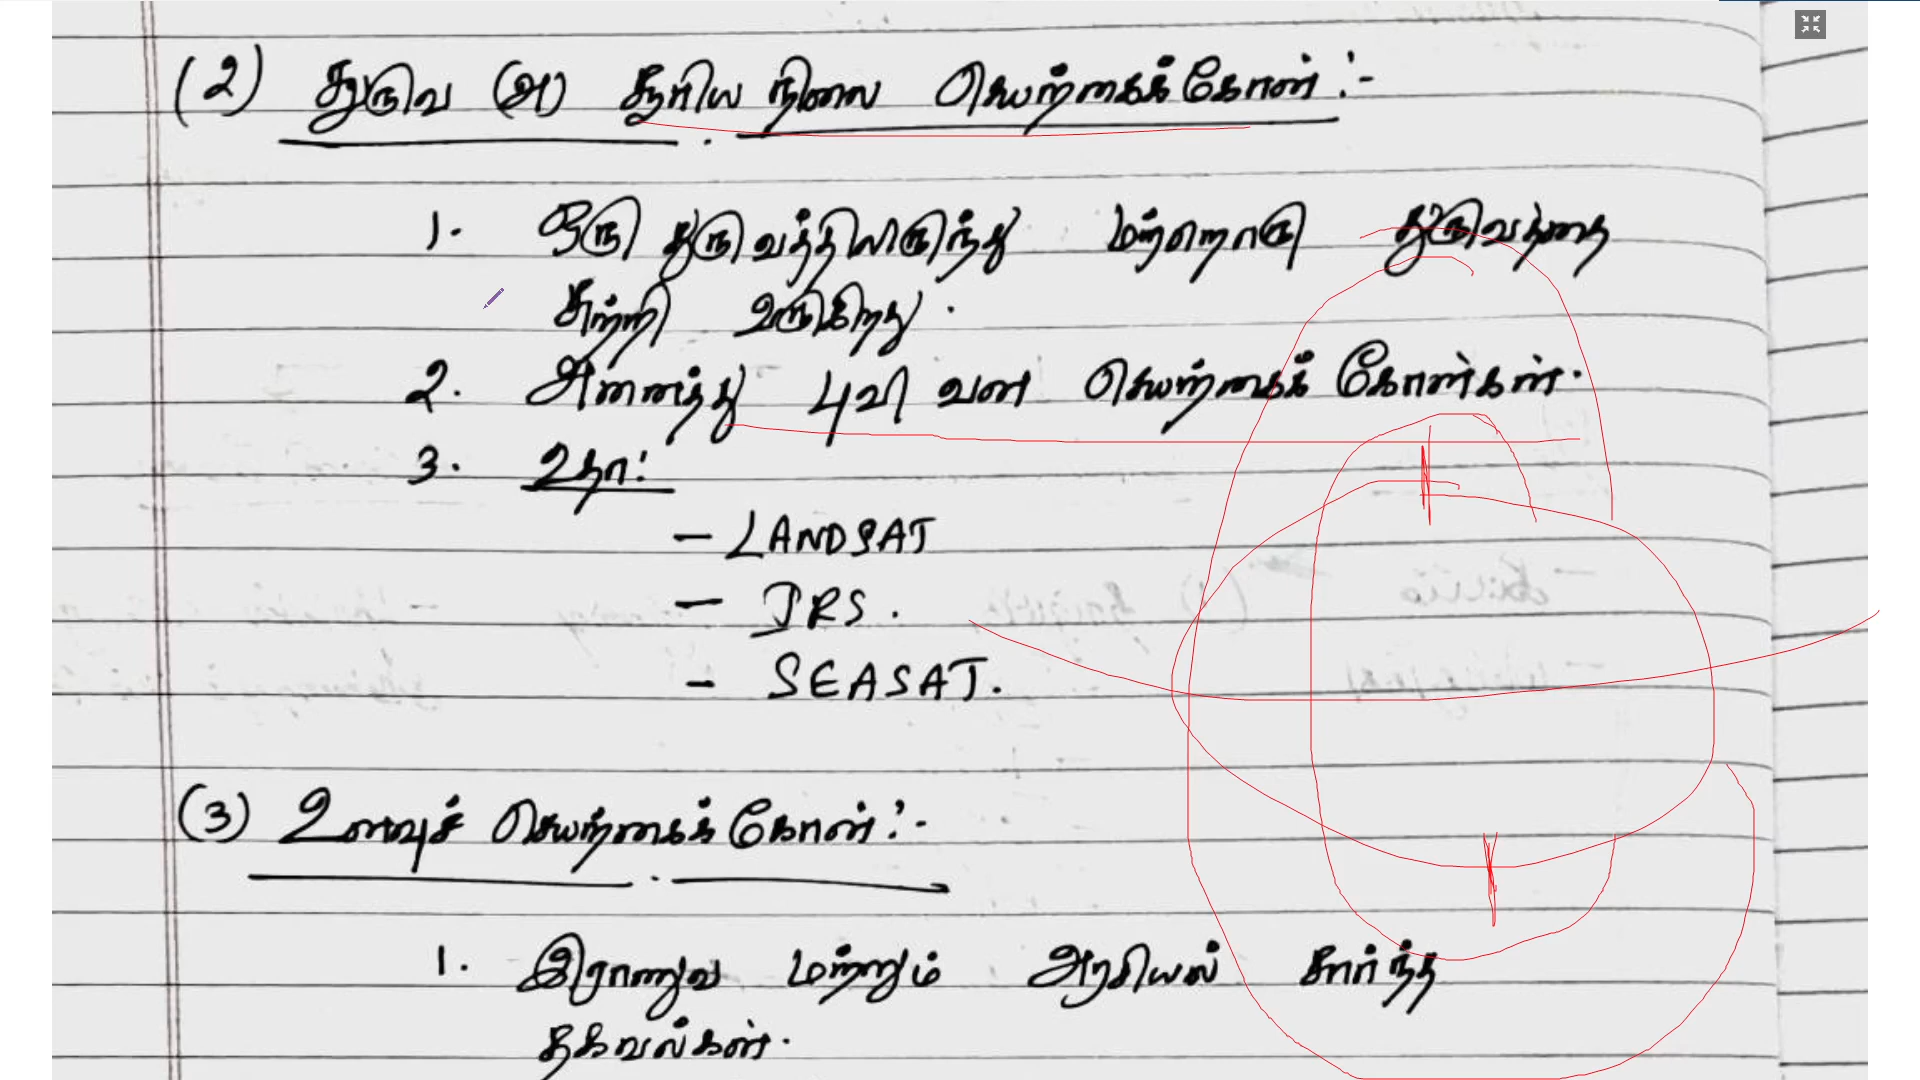 (2) துருவ (அ) சூரிய நிலை செயற்கைக்கோள் :-
1. ஒரு துருவத்திலிருந்து மற்றொரு துருவத்தை
சுற்றி வருகிறது.
2. அனைத்து புவி வள செயற்கைக் கோள்கள்.
3. உதா:
- LANDSAT
- IRS.
- SEASAT.
(3) உளவுச் செயற்கைக்கோள் :-
1. இராணுவ மற்றும் அரசியல் சார்ந்த
தகவல்கள்.